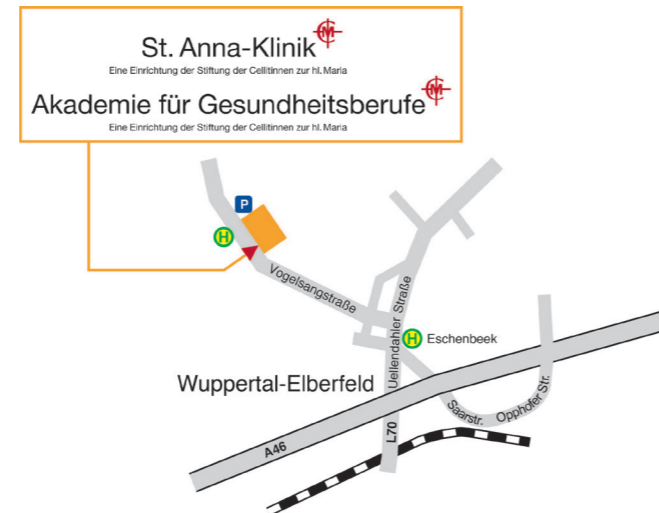 St. Anna-Klinik
Eine Einrichtung der Stiftung der Cellitinnen zur hl. Maria
Akademie für Gesundheitsberufe
Eine Einrichtung der Stiftung der Cellitinnen zur hl. Maria
P
H
Vogelsangstraße
Uellendahler Straße
H Eschenbeek
Wuppertal-Elberfeld
Saarstr.
Opphofer Str.
A46
L70